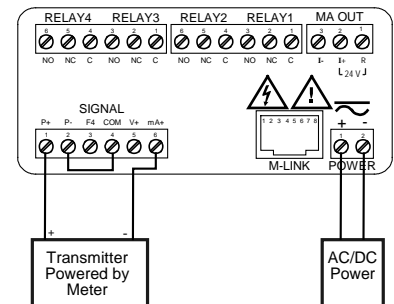 RELAY4 RELAY3 RELAY2 RELAY1 MA OUT
6 5 4 3 2 1 6 5 4 3 2 1 3 2 1
NO NC C NO NC C NO NC C NO NC C I- I+ R
24 V
SIGNAL
P+ P- F4 COM V+ mA+
1 2 3 4 5 6
1 2 3 4 5 6 7 8
M-LINK
+ -
1 2
POWER
+ -
Transmitter
Powered by
Meter
AC/DC
Power